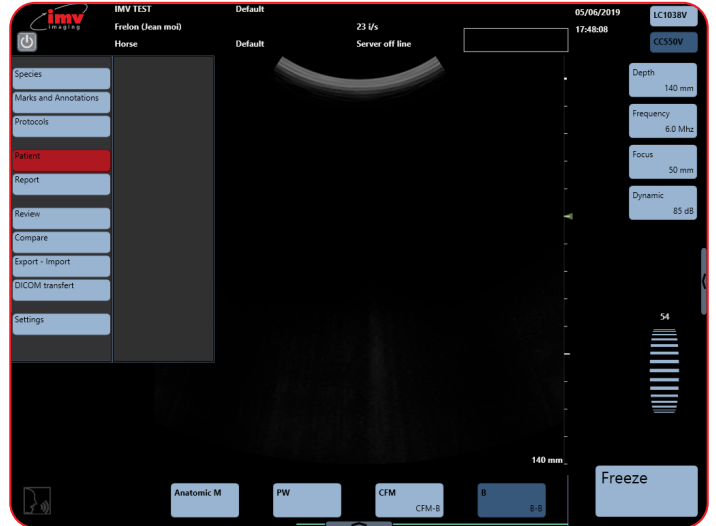 imv
imaging
IMV TEST
Default
Frelon (Jean moi)
23 i/s
Horse
Default
Server off line
05/06/2019
17:48:08
LC1038V
CC550V
Species
Marks and Annotations
Protocols
Patient
Report
Review
Compare
Export - Import
DICOM transfert
Settings
Depth
140 mm
Frequency
6.0 Mhz
Focus
50 mm
Dynamic
85 dB
54
140 mm
Anatomic M
PW
CFM
CFM-B
B
B-B
Freeze